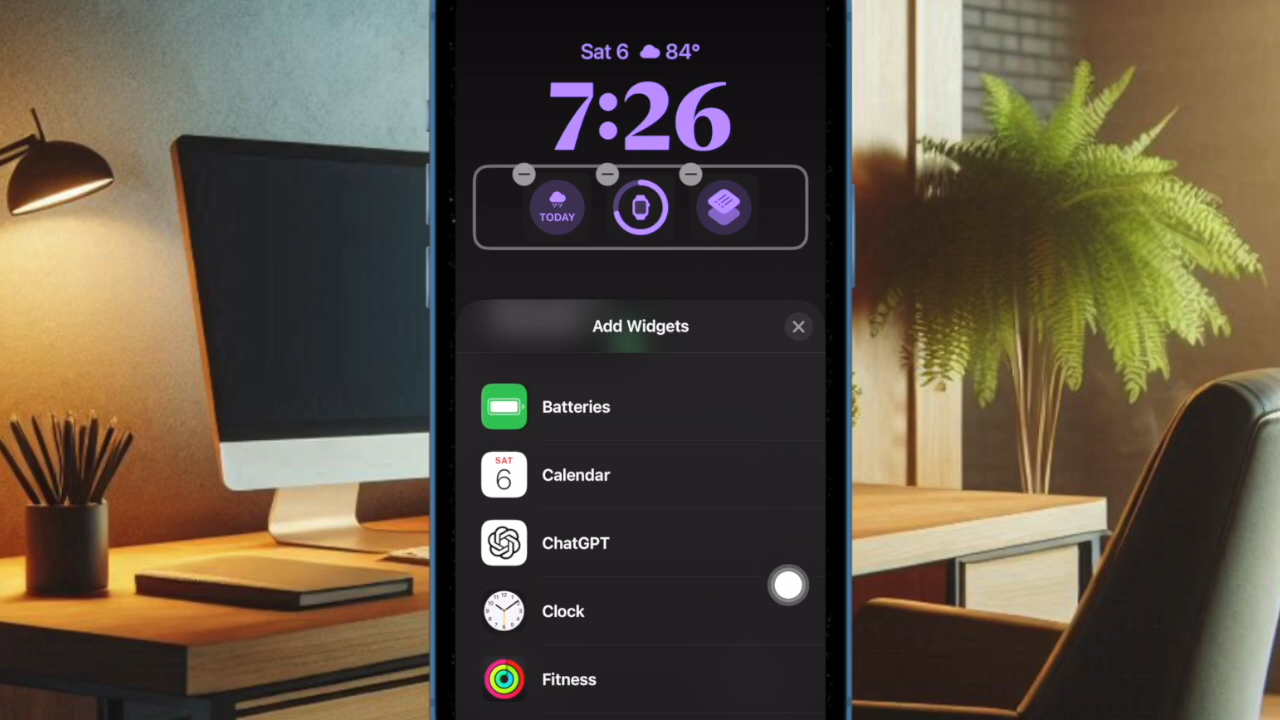 Sat 6 84°
7:26
TODAY
Add Widgets
Batteries
SAT
6
Calendar
ChatGPT
Clock
Fitness